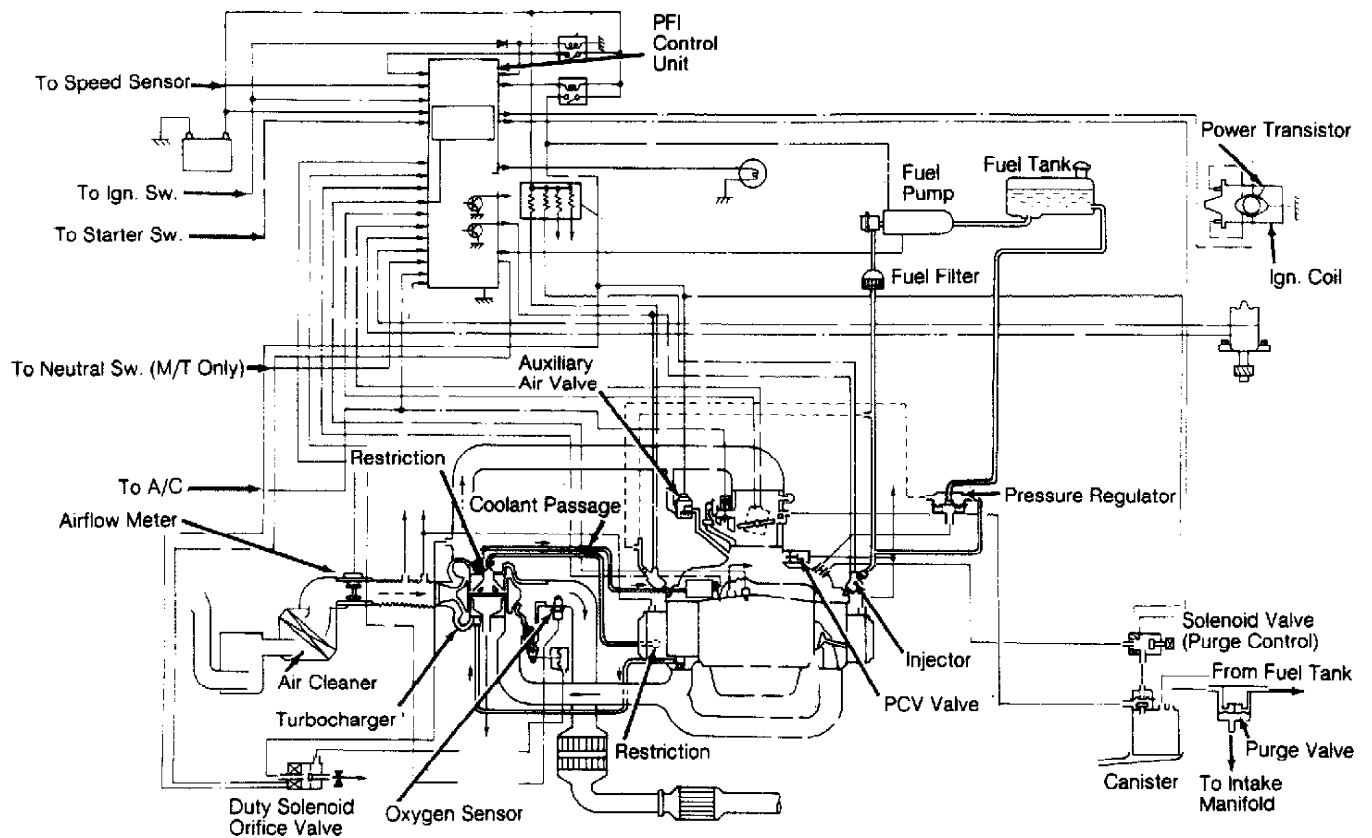 PFI
Control
Unit
To Speed Sensor
Power Transistor
Fuel
Pump
Fuel Tank
To Ign. Sw.
To Starter Sw.
Ign. Coil
Fuel Filter
To Neutral Sw. (M/T Only)
Auxiliary
Air Valve
Restriction
To A/C
Coolant Passage
Pressure Regulator
Airflow Meter
Solenoid Valve
(Purge Control)
Injector
From Fuel Tank
Air Cleaner
PCV Valve
Turbocharger
Restriction
Purge Valve
Canister
To Intake
Manifold
Duty Solenoid
Orifice Valve
Oxygen Sensor